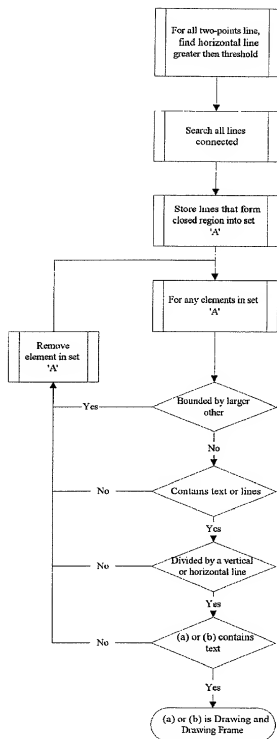 For all two-points line,
find horizontal line
greater then threshold
Search all lines
connected
Store lines that form
closed region into set
'A'
For any elements in set
'A'
Remove
element in set
'A'
Bounded by larger
other
Yes
No
Contains text or lines
No
Yes
Divided by a vertical
or horizontal line
No
Yes
(a) or (b) contains
text
No
Yes
(a) or (b) is Drawing and
Drawing Frame